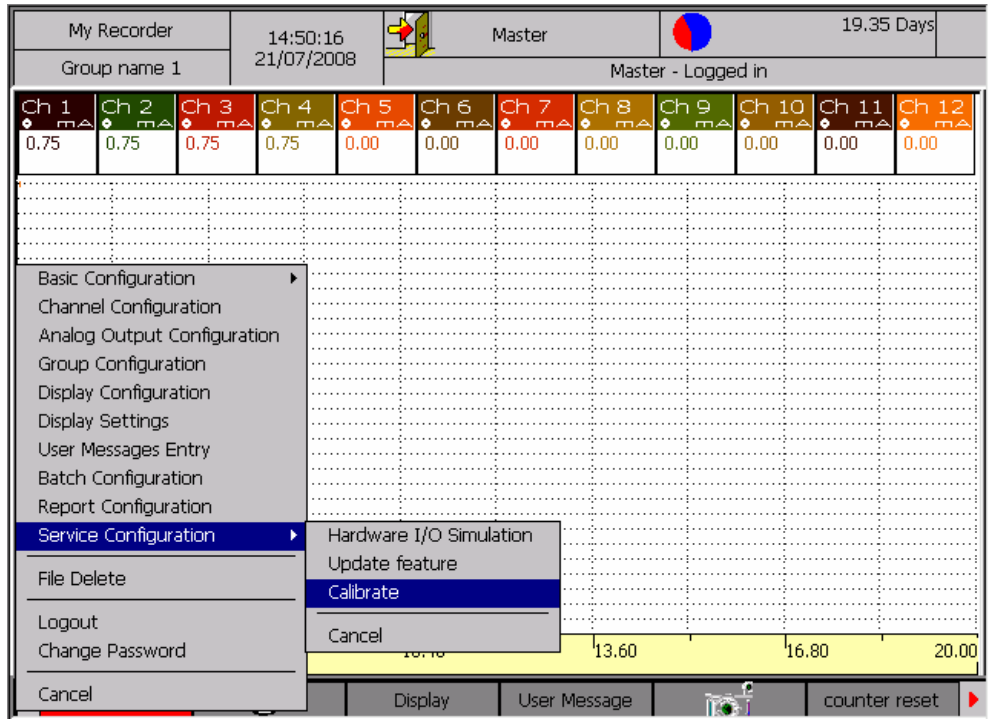 My Recorder
Group name 1
14:50:16
21/07/2008
Master
19.35 Days
Master - Logged in
Ch 1 Ch 2 Ch 3 Ch 4 Ch 5 Ch 6 Ch 7 Ch 8 Ch 9 Ch 10 Ch 11 Ch 12
mA mA mA mA mA mA mA mA mA mA mA mA
0.75 0.75 0.75 0.75 0.00 0.00 0.00 0.00 0.00 0.00 0.00 0.00
Basic Configuration
Channel Configuration
Analog Output Configuration
Group Configuration
Display Configuration
Display Settings
User Messages Entry
Batch Configuration
Report Configuration
Service Configuration
File Delete
Logout
Change Password
Cancel
Hardware I/O Simulation
Update feature
Calibrate
Cancel
13.60 16.80 20.00
Display User Message counter reset